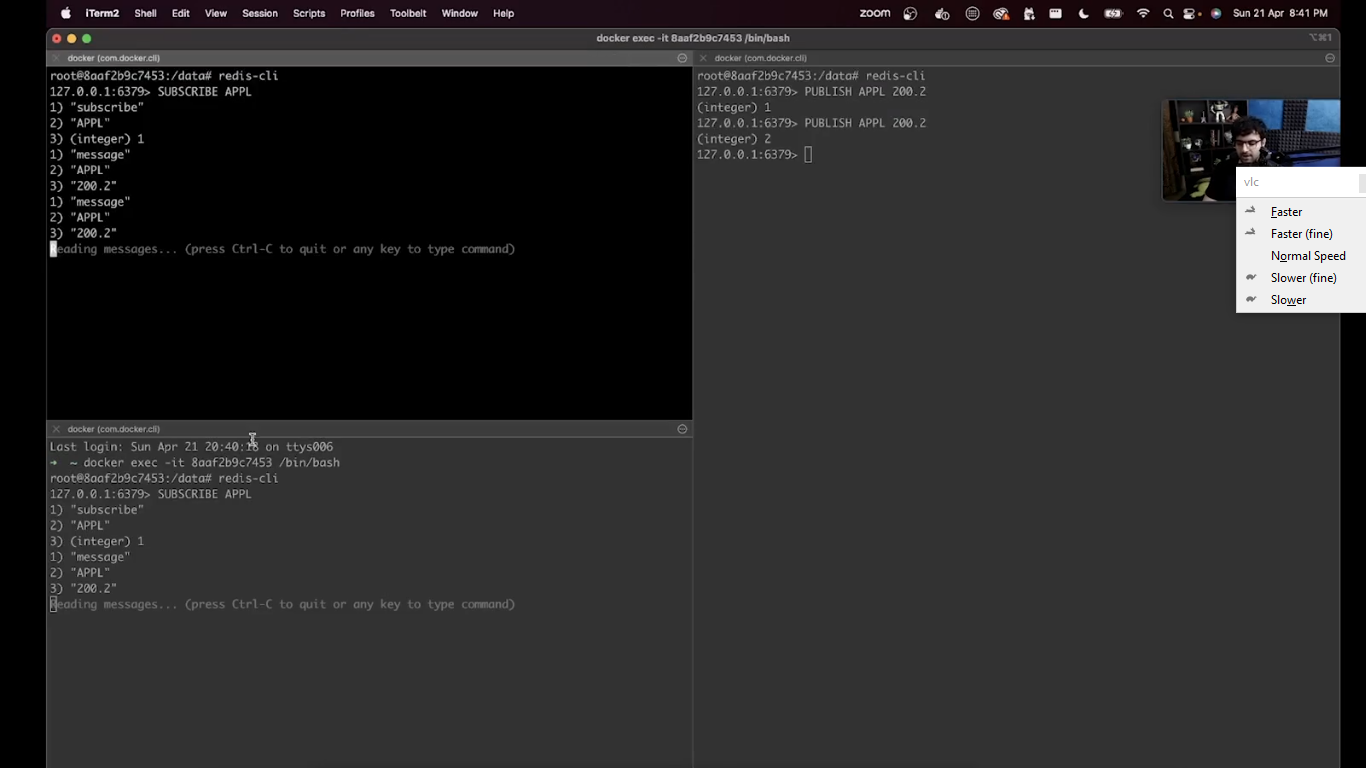 iTerm2 Shell Edit View Session Scripts Profiles Toolbelt Window Help zoom Sun 21 Apr 8:41 PM
docker exec -it 8aaf2b9c7453 /bin/bash ⌥⌘1
docker (com.docker.cli)
root@8aaf2b9c7453:/data# redis-cli
127.0.0.1:6379> SUBSCRIBE APPL
1) "subscribe"
2) "APPL"
3) (integer) 1
1) "message"
2) "APPL"
3) "200.2"
1) "message"
2) "APPL"
3) "200.2"
Reading messages... (press Ctrl-C to quit or any key to type command)
docker (com.docker.cli)
Last login: Sun Apr 21 20:40:18 on ttys006
→ ~ docker exec -it 8aaf2b9c7453 /bin/bash
root@8aaf2b9c7453:/data# redis-cli
127.0.0.1:6379> SUBSCRIBE APPL
1) "subscribe"
2) "APPL"
3) (integer) 1
1) "message"
2) "APPL"
3) "200.2"
Reading messages... (press Ctrl-C to quit or any key to type command)
docker (com.docker.cli)
root@8aaf2b9c7453:/data# redis-cli
127.0.0.1:6379> PUBLISH APPL 200.2
(integer) 1
127.0.0.1:6379> PUBLISH APPL 200.2
(integer) 2
127.0.0.1:6379>
vlc
Faster
Faster (fine)
Normal Speed
Slower (fine)
Slower